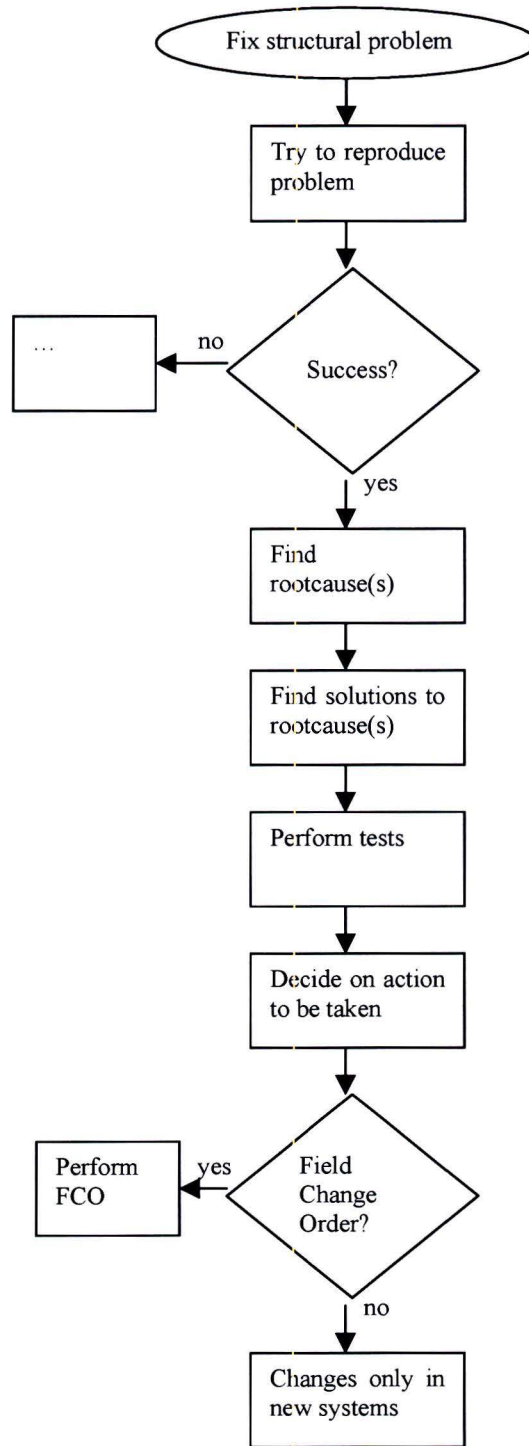 Fix structural problem
Try to reproduce
problem
...
no
Success?
yes
Find
rootcause(s)
Find solutions to
rootcause(s)
Perform tests
Decide on action
to be taken
Perform
FCO
yes
Field
Change
Order?
no
Changes only in
new systems